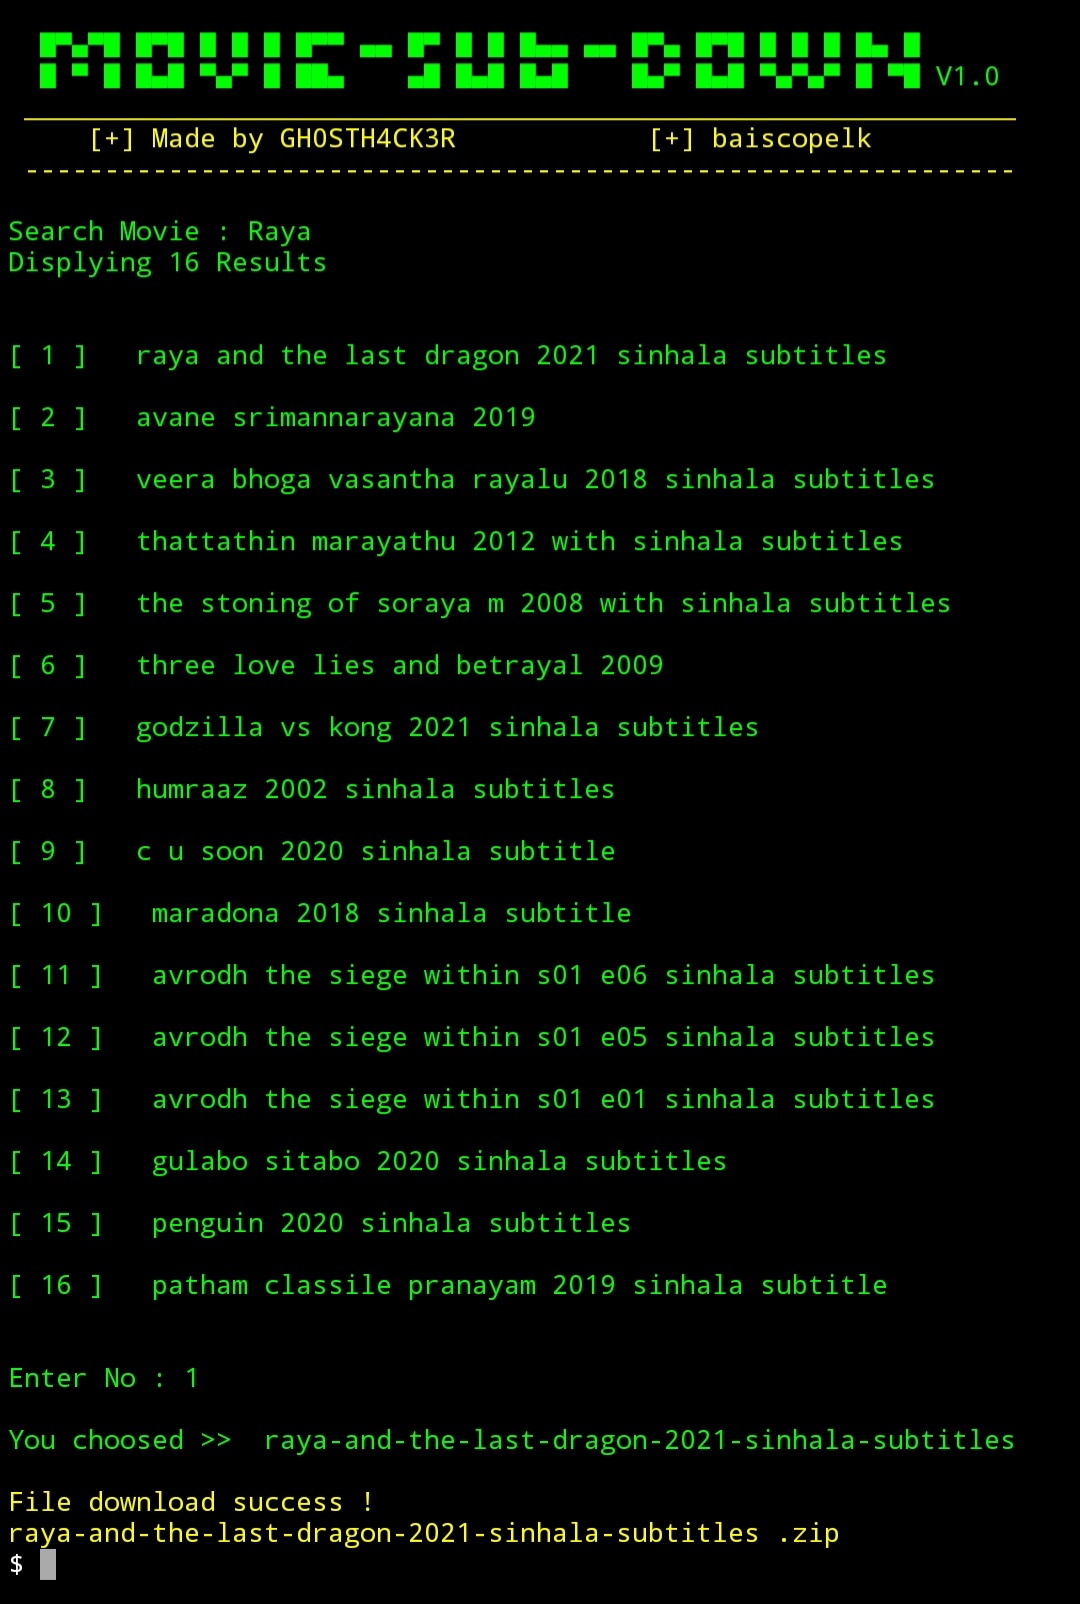 MOVIE-SUB-DOWN V1.0
[+] Made by GH0STH4CK3R [+] baiscopelk
--------------------------------------------------------------
Search Movie : Raya
Displying 16 Results
[ 1 ] raya and the last dragon 2021 sinhala subtitles
[ 2 ] avane srimannarayana 2019
[ 3 ] veera bhoga vasantha rayalu 2018 sinhala subtitles
[ 4 ] thattathin marayathu 2012 with sinhala subtitles
[ 5 ] the stoning of soraya m 2008 with sinhala subtitles
[ 6 ] three love lies and betrayal 2009
[ 7 ] godzilla vs kong 2021 sinhala subtitles
[ 8 ] humraaz 2002 sinhala subtitles
[ 9 ] c u soon 2020 sinhala subtitle
[ 10 ] maradona 2018 sinhala subtitle
[ 11 ] avrodh the siege within s01 e06 sinhala subtitles
[ 12 ] avrodh the siege within s01 e05 sinhala subtitles
[ 13 ] avrodh the siege within s01 e01 sinhala subtitles
[ 14 ] gulabo sitabo 2020 sinhala subtitles
[ 15 ] penguin 2020 sinhala subtitles
[ 16 ] patham classile pranayam 2019 sinhala subtitle
Enter No : 1
You choosed >> raya-and-the-last-dragon-2021-sinhala-subtitles
File download success !
raya-and-the-last-dragon-2021-sinhala-subtitles .zip
$